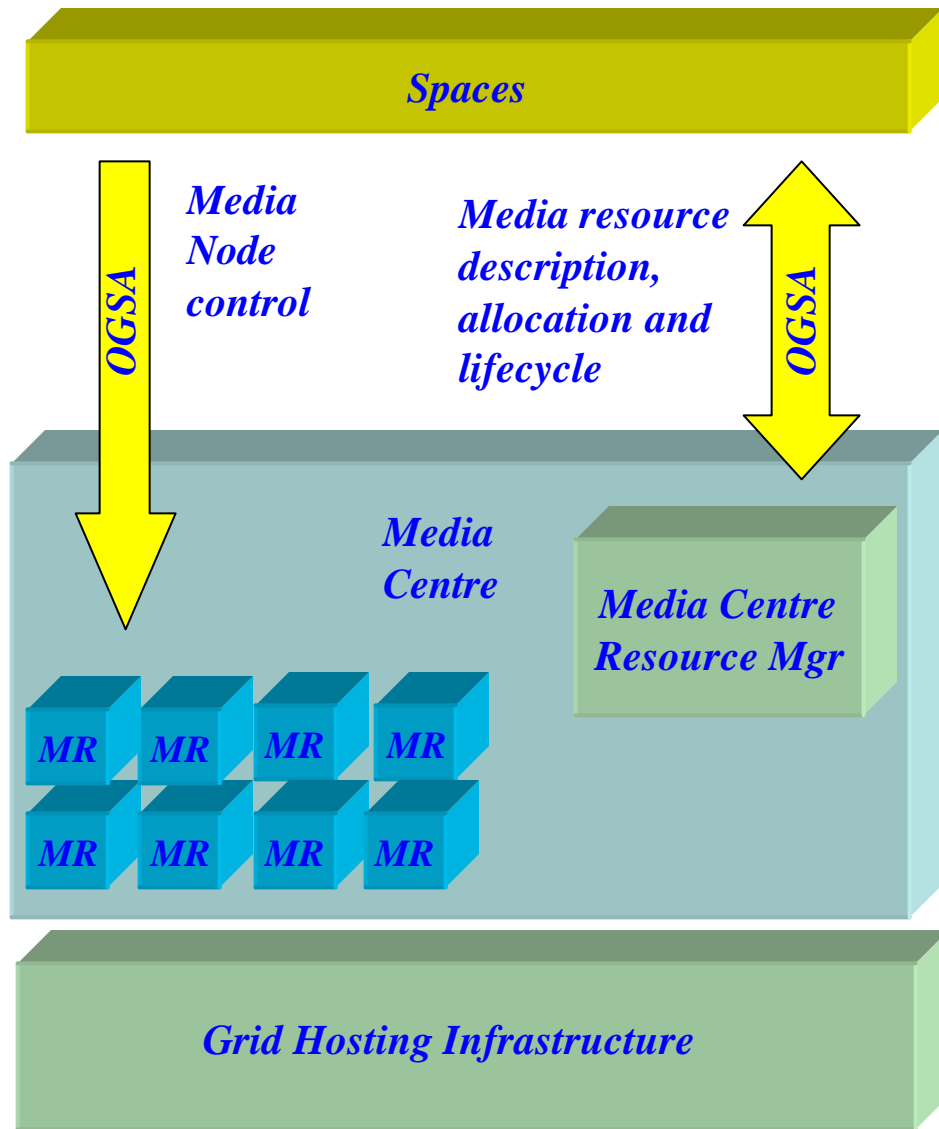 Spaces
OGSA
Media
Node
control
Media resource
description,
allocation and
lifecycle
OGSA
Media
Centre
Media Centre
Resource Mgr
MR MR MR MR
MR MR MR MR
Grid Hosting Infrastructure